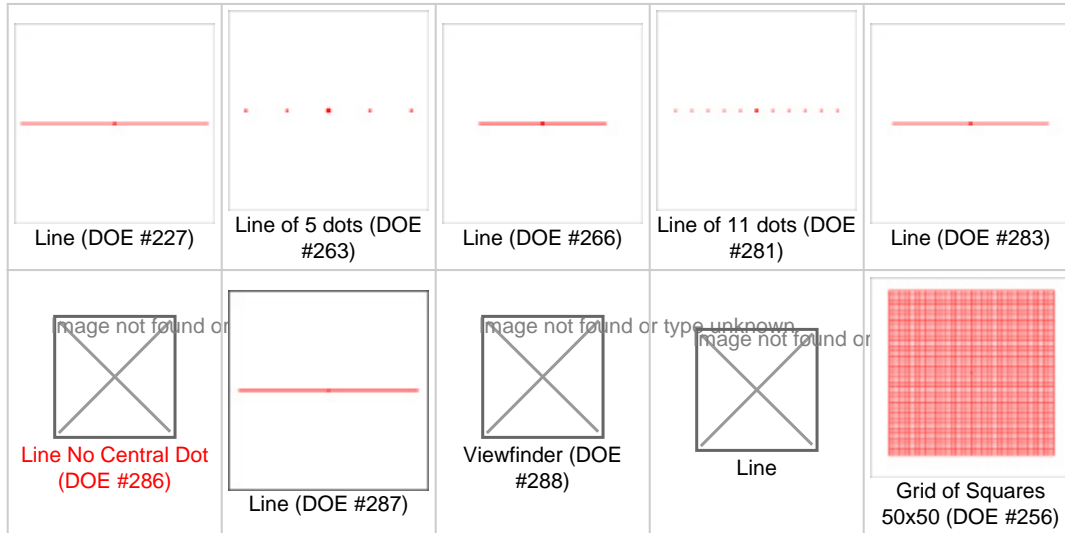 Line (DOE #227)
Line of 5 dots (DOE
#263)
Line (DOE #266)
Line of 11 dots (DOE
#281)
Line (DOE #283)
Image not found or
Line No Central Dot
(DOE #286)
Line (DOE #287)
Image not found or type unknown
Viewfinder (DOE
#288)
Image not found or
Line
Grid of Squares
50x50 (DOE #256)